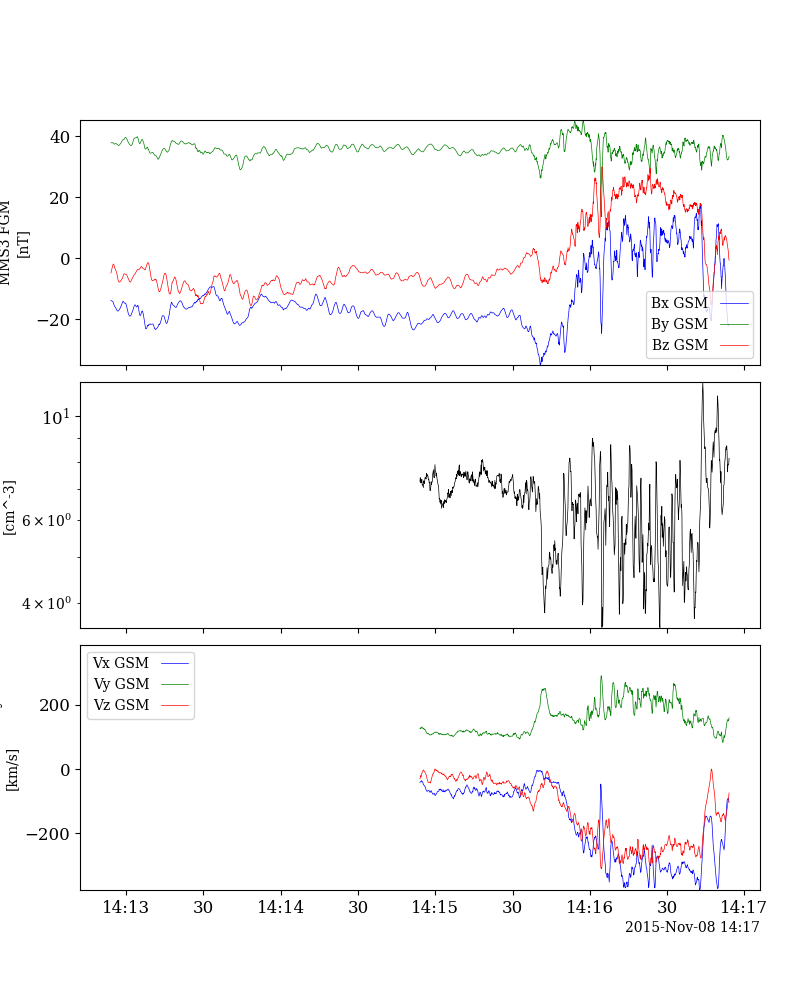 40
20
0
−20
MMS3 FGM
[nT]
Bx GSM
By GSM
Bz GSM
10^1
6 × 10^0
4 × 10^0
[cm^-3]
Vx GSM
Vy GSM
Vz GSM
200
0
−200
[km/s]
14:13 30 14:14 30 14:15 30 14:16 30 14:17
2015-Nov-08 14:17